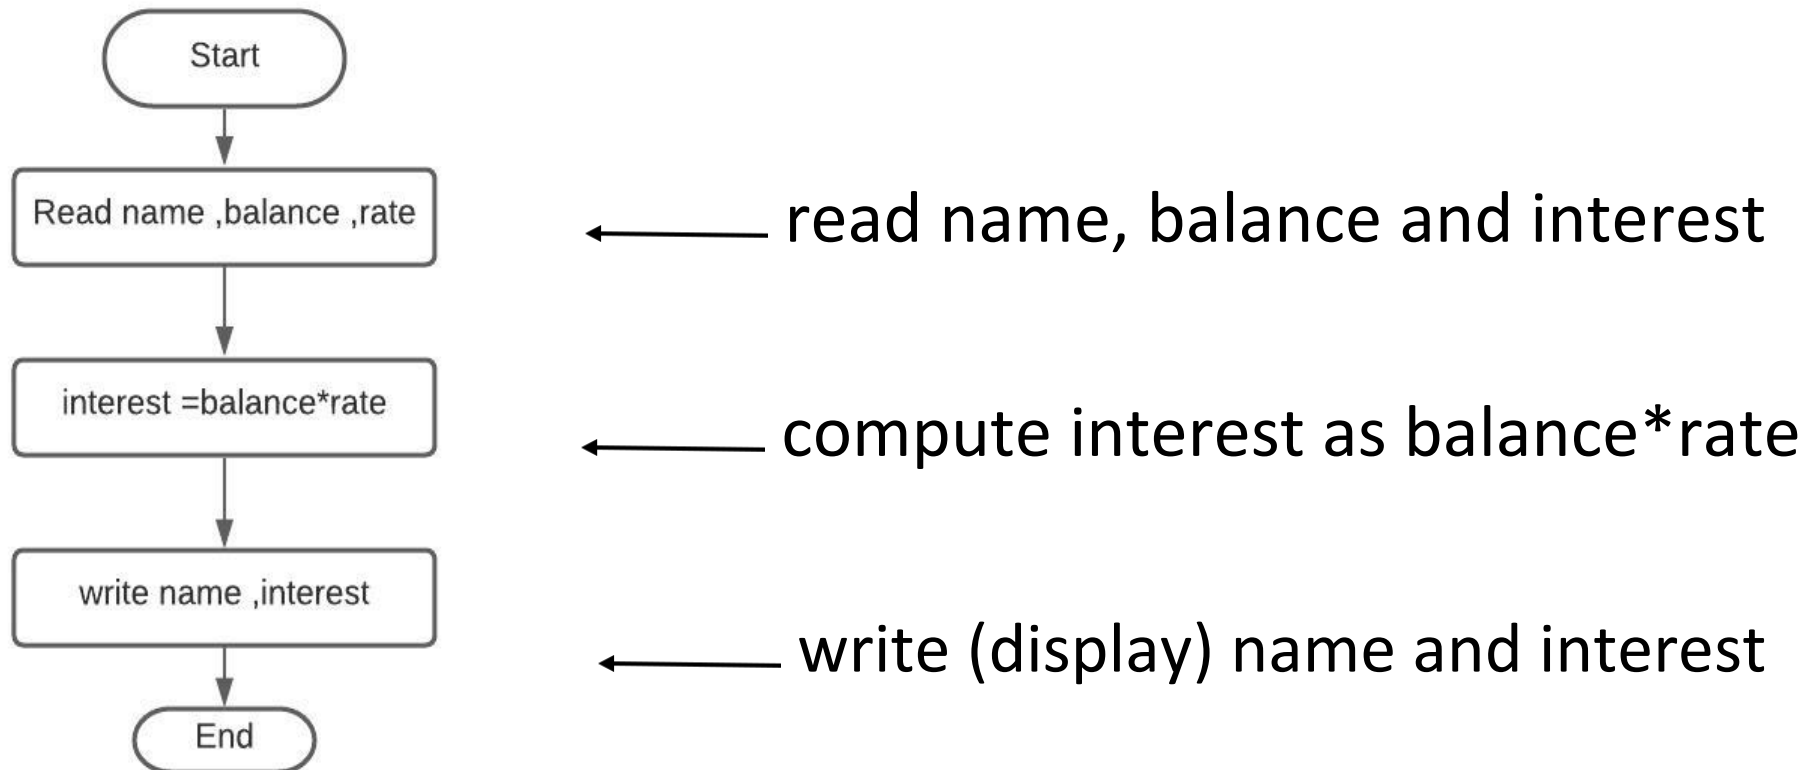 Start
Read name ,balance ,rate
read name, balance and interest
interest =balance*rate
compute interest as balance*rate
write name ,interest
write (display) name and interest
End